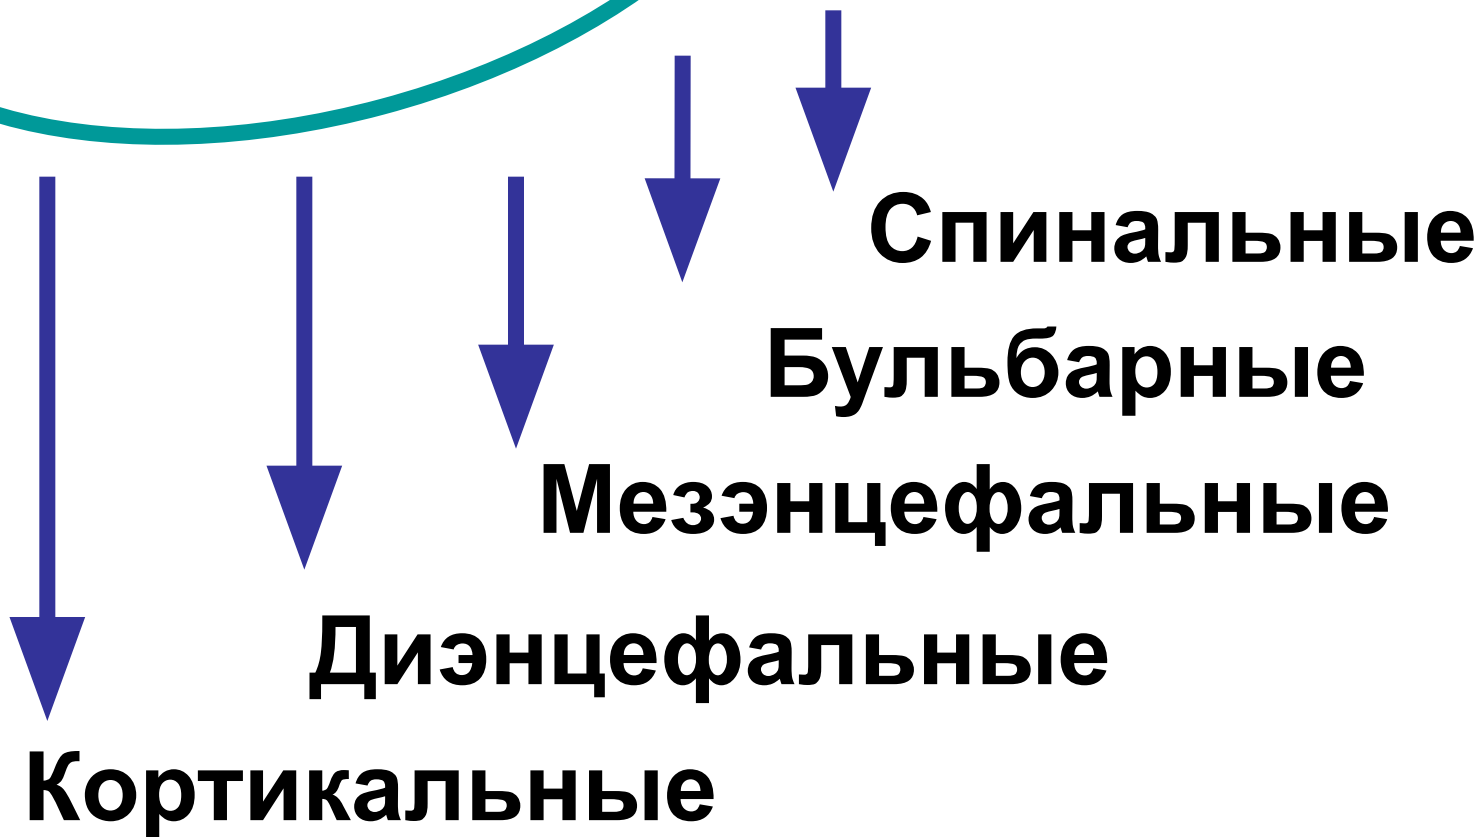 Спинальные
Бульбарные
Мезэнцефальные
Диэнцефальные
Кортикальные